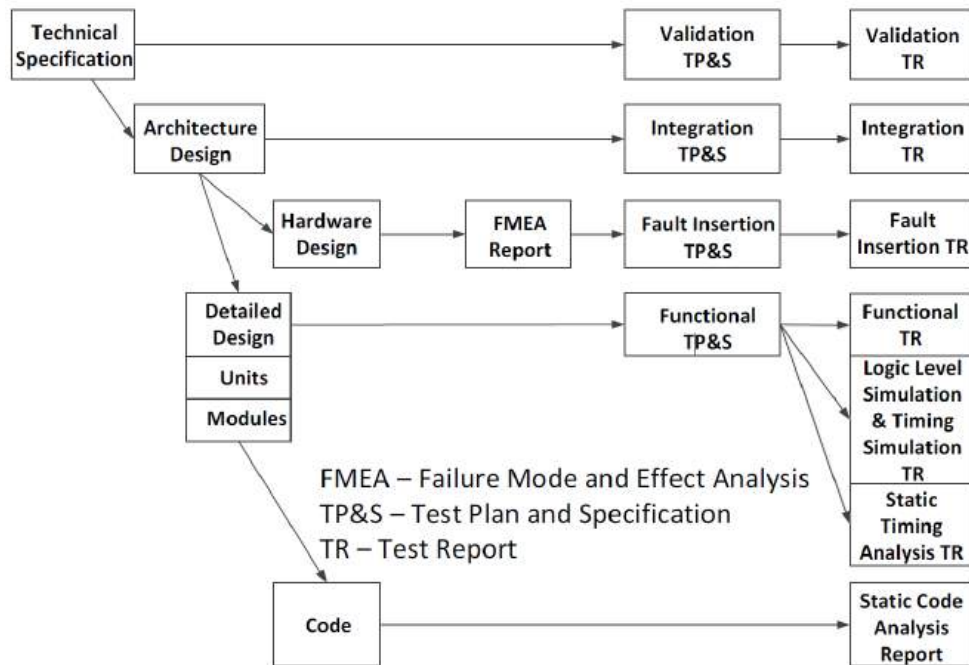 Technical
Specification
Validation
TP&S
Validation
TR
Architecture
Design
Integration
TP&S
Integration
TR
Hardware
Design
FMEA
Report
Fault Insertion
TP&S
Fault
Insertion TR
Detailed
Design
Units
Modules
Functional
TP&S
Functional
TR
Logic Level
Simulation
& Timing
Simulation
TR
Static
Timing
Analysis TR
FMEA – Failure Mode and Effect Analysis
TP&S – Test Plan and Specification
TR – Test Report
Code
Static Code
Analysis
Report